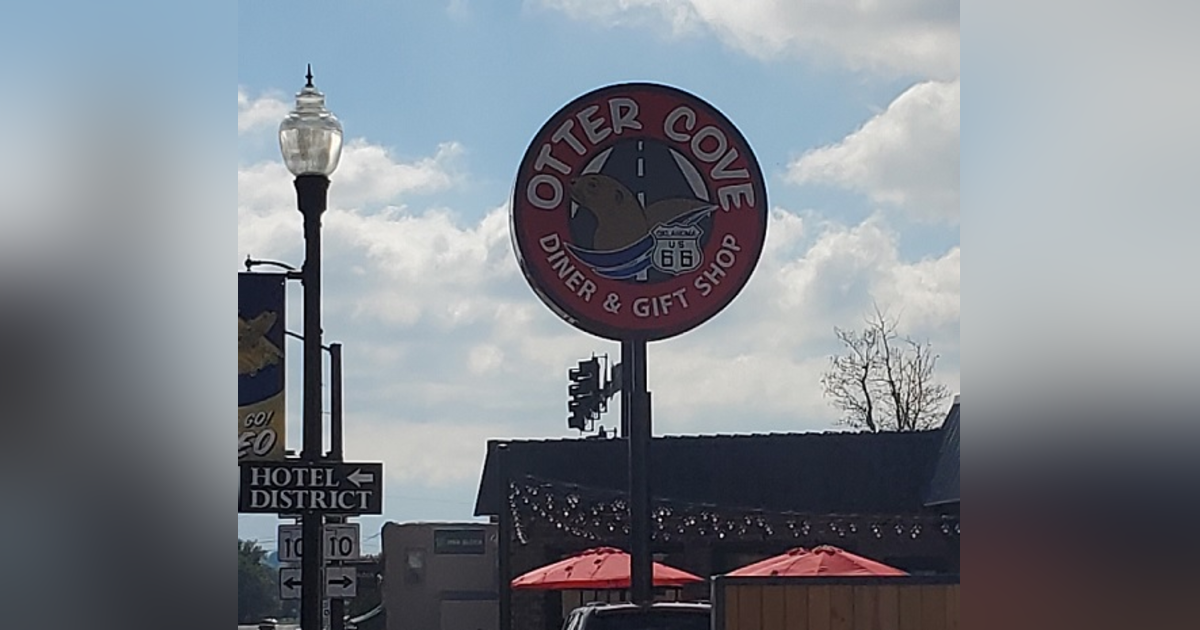 OTTER COVE
OKLAHOMA
US
66
DINER & GIFT SHOP
GO!
HOTEL
DISTRICT
10
10